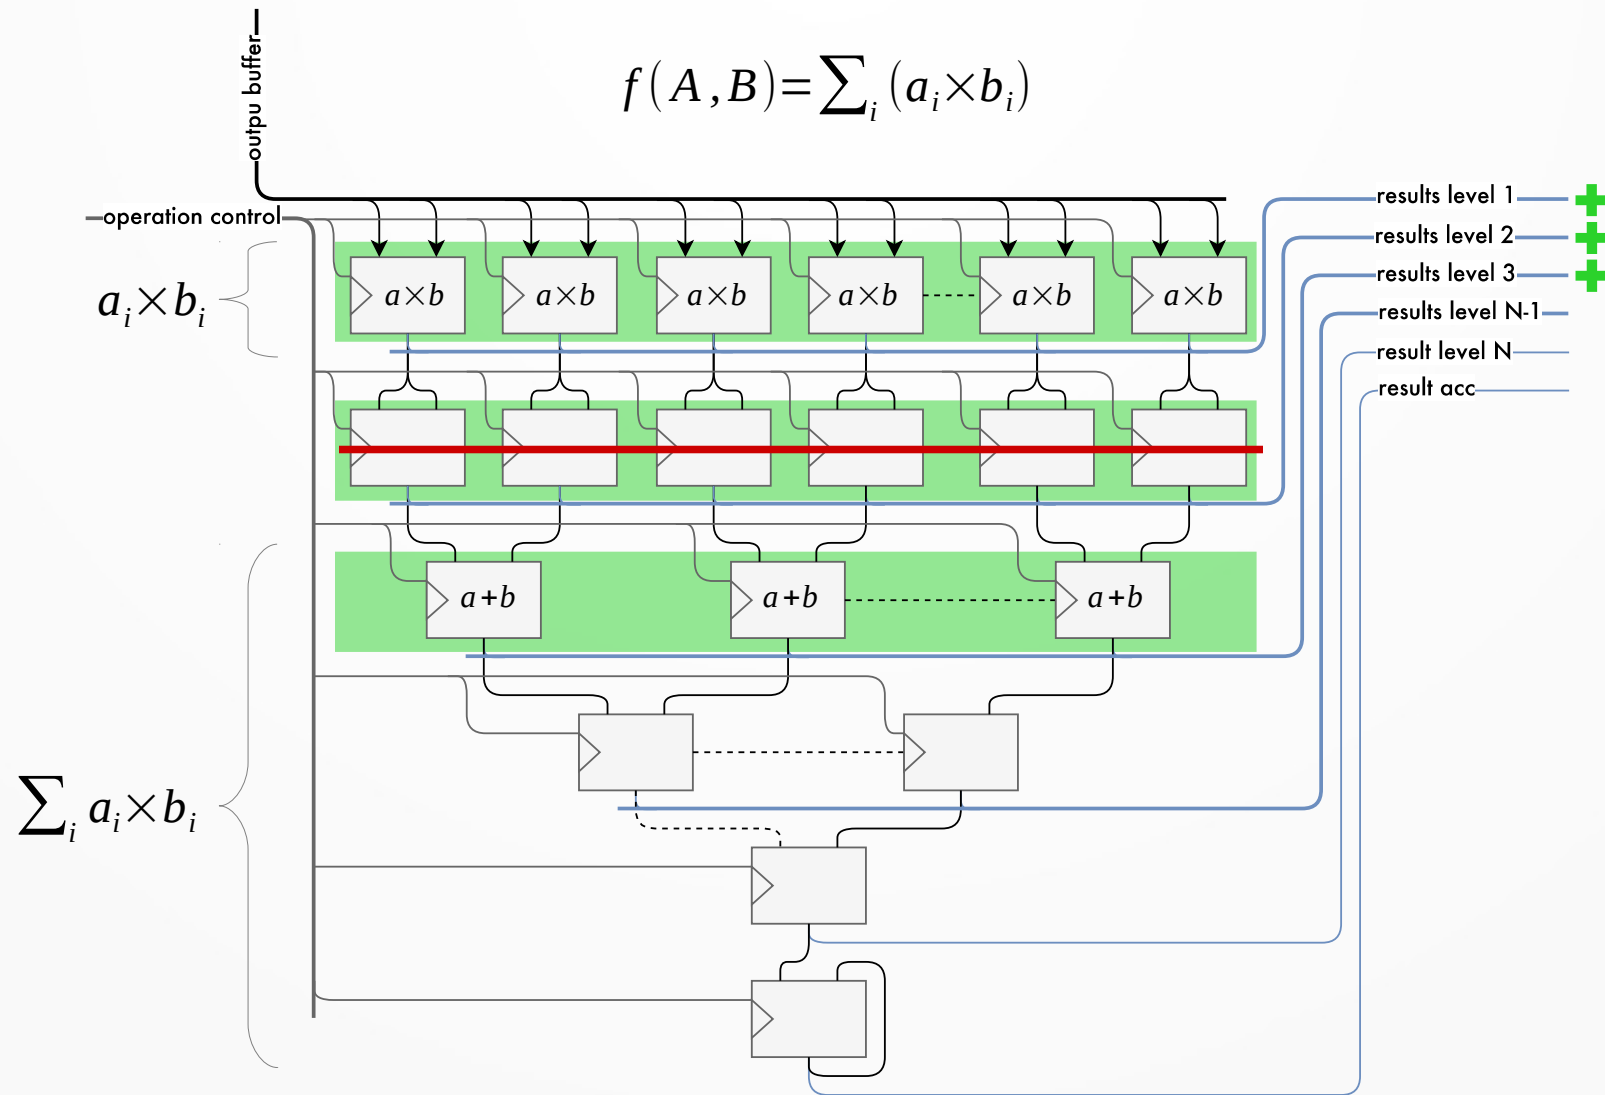 outpu buffer
f(A,B)=∑i(ai×bi)
results level 1
operation control
results level 2
results level 3
ai×bi
a×b a×b a×b a×b a×b a×b
results level N-1
result level N
result acc
a+b a+b a+b
∑i ai×bi